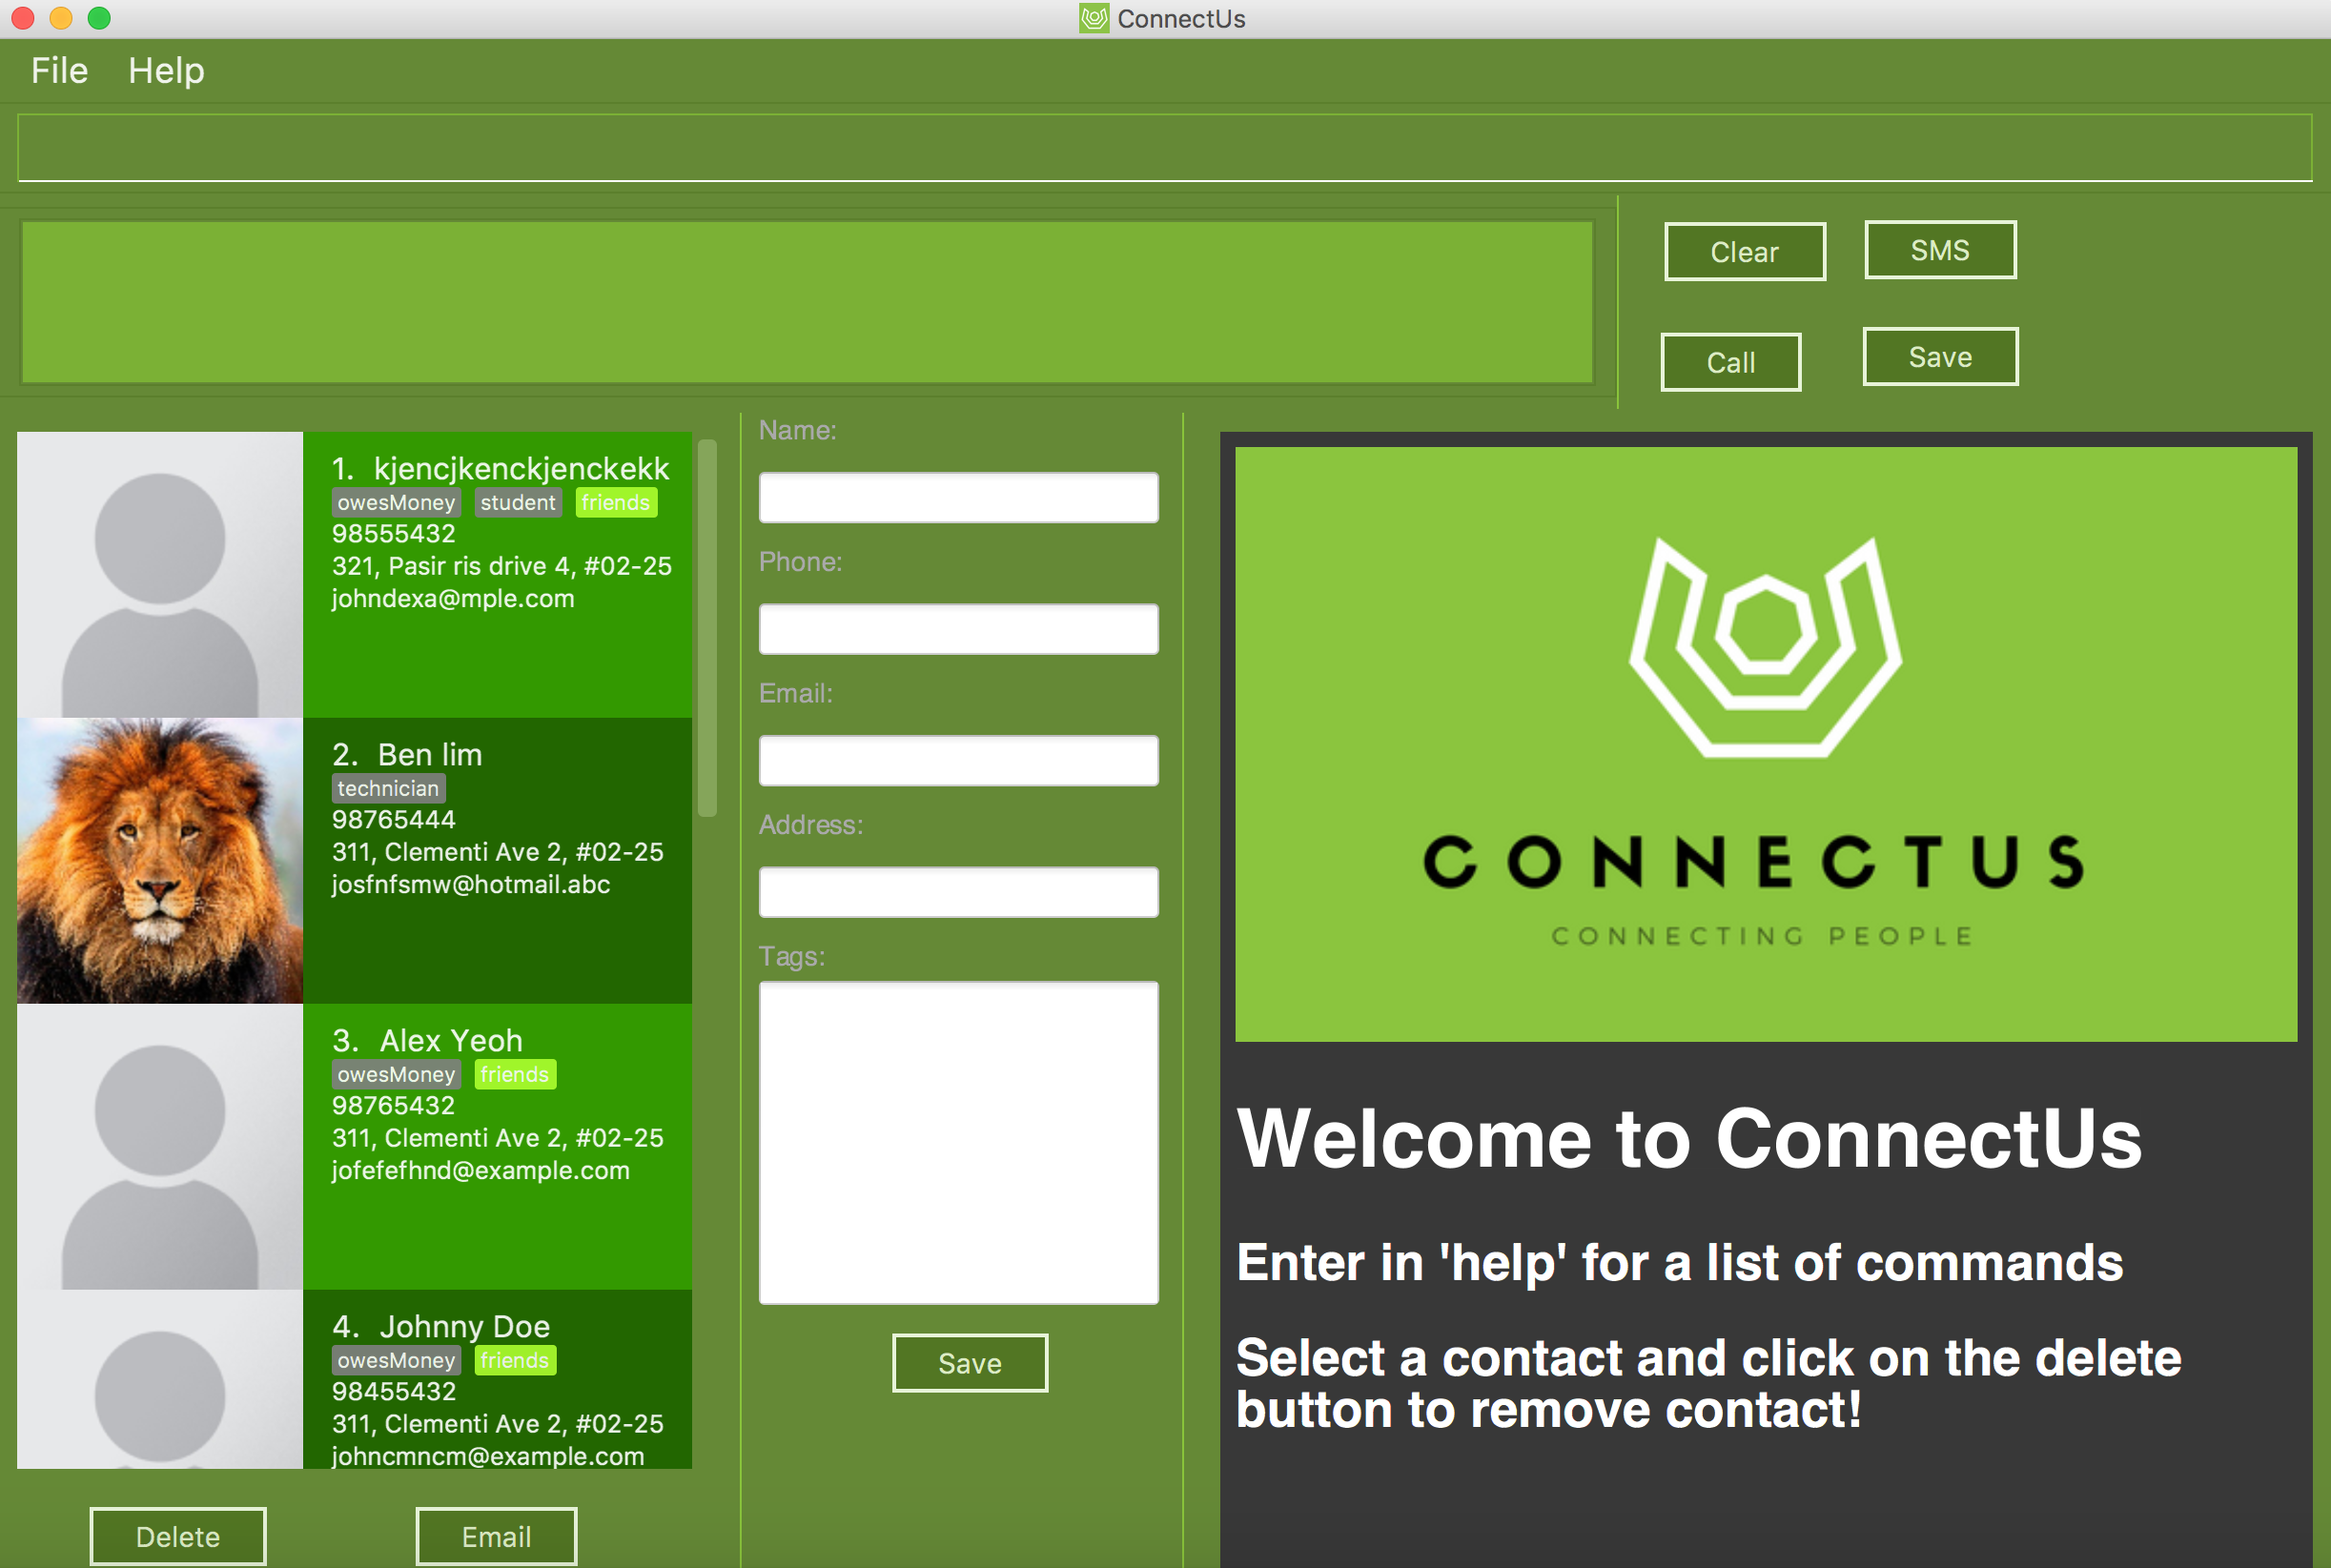 ConnectUs
File Help
Clear SMS
Call Save
1. kjencjkenckjenckekk
owesMoney student friends
98555432
321, Pasir ris drive 4, #02-25
johndexa@mple.com
2. Ben lim
technician
98765444
311, Clementi Ave 2, #02-25
josfnfsmw@hotmail.abc
3. Alex Yeoh
owesMoney friends
98765432
311, Clementi Ave 2, #02-25
jofefefhnd@example.com
4. Johnny Doe
owesMoney friends
98455432
311, Clementi Ave 2, #02-25
johncmncm@example.com
Delete Email
Name:
Phone:
Email:
Address:
Tags:
Save
CONNECTUS
CONNECTING PEOPLE
Welcome to ConnectUs
Enter in 'help' for a list of commands
Select a contact and click on the delete
button to remove contact!